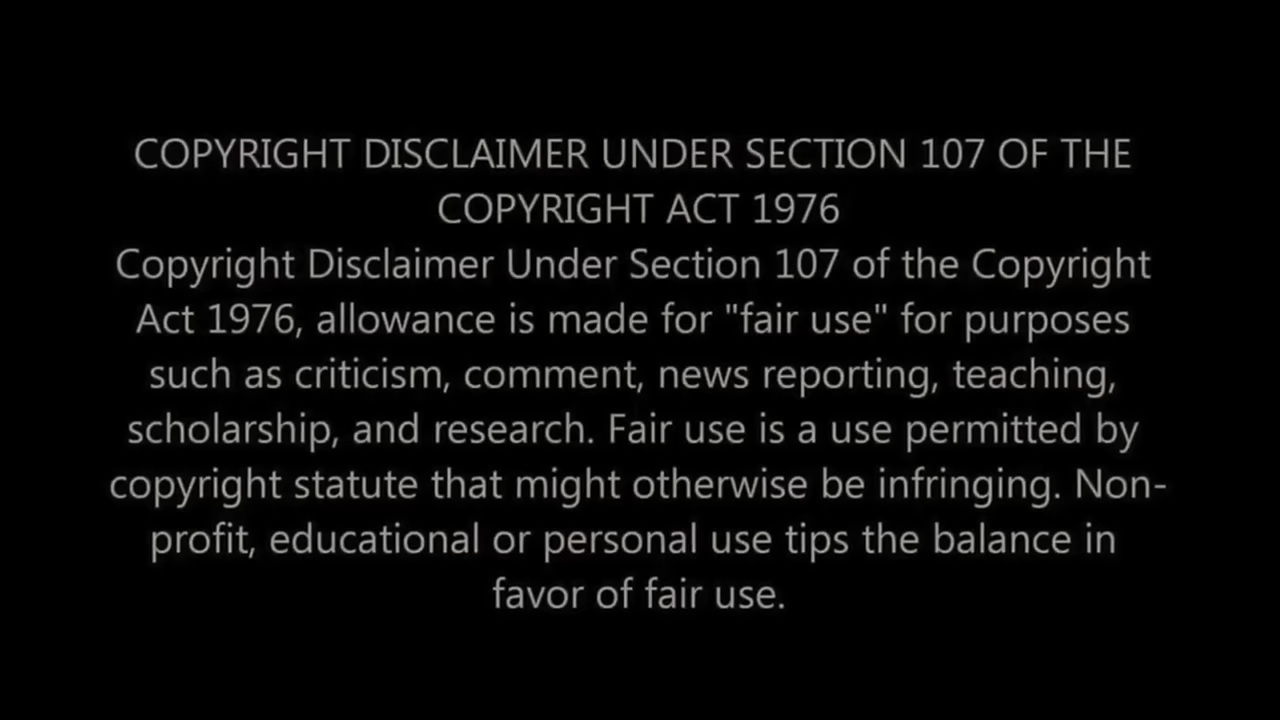 COPYRIGHT DISCLAIMER UNDER SECTION 107 OF THE
COPYRIGHT ACT 1976
Copyright Disclaimer Under Section 107 of the Copyright
Act 1976, allowance is made for "fair use" for purposes
such as criticism, comment, news reporting, teaching,
scholarship, and research. Fair use is a use permitted by
copyright statute that might otherwise be infringing. Non-
profit, educational or personal use tips the balance in
favor of fair use.